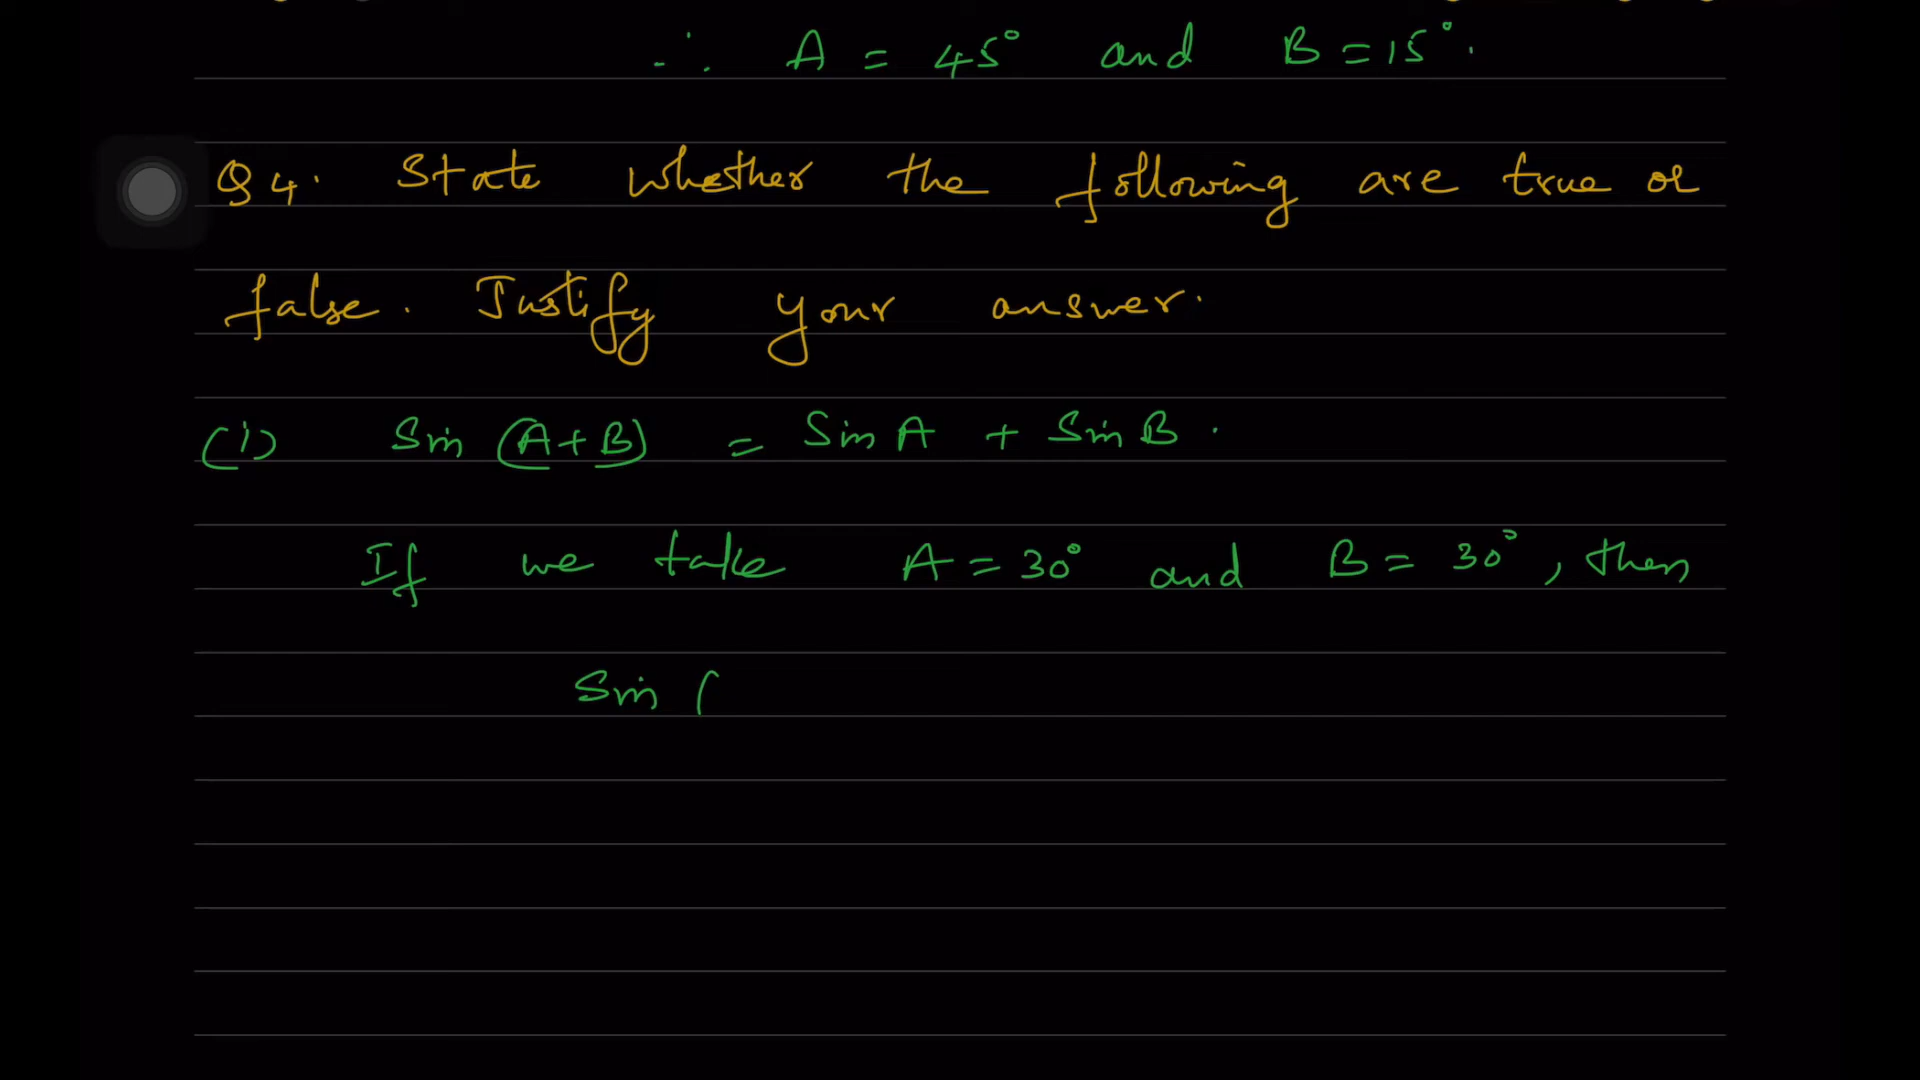 ∴ A = 45° and B = 15°.
Q4. State whether the following are true or
false. Justify your answer.
(i) Sin (A+B) = Sin A + Sin B.
If we take A = 30° and B = 30°, then
Sin (